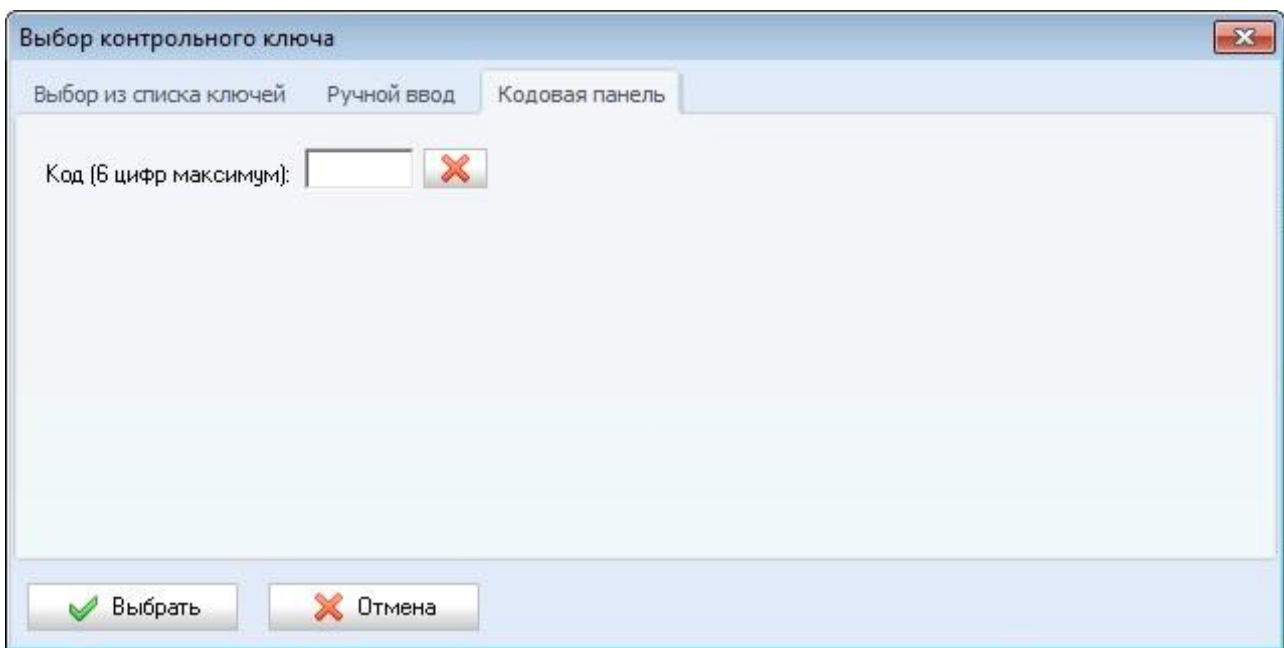 Выбор контрольного ключа
Выбор из списка ключей Ручной ввод Кодовая панель
Код (6 цифр максимум):
Выбрать Отмена